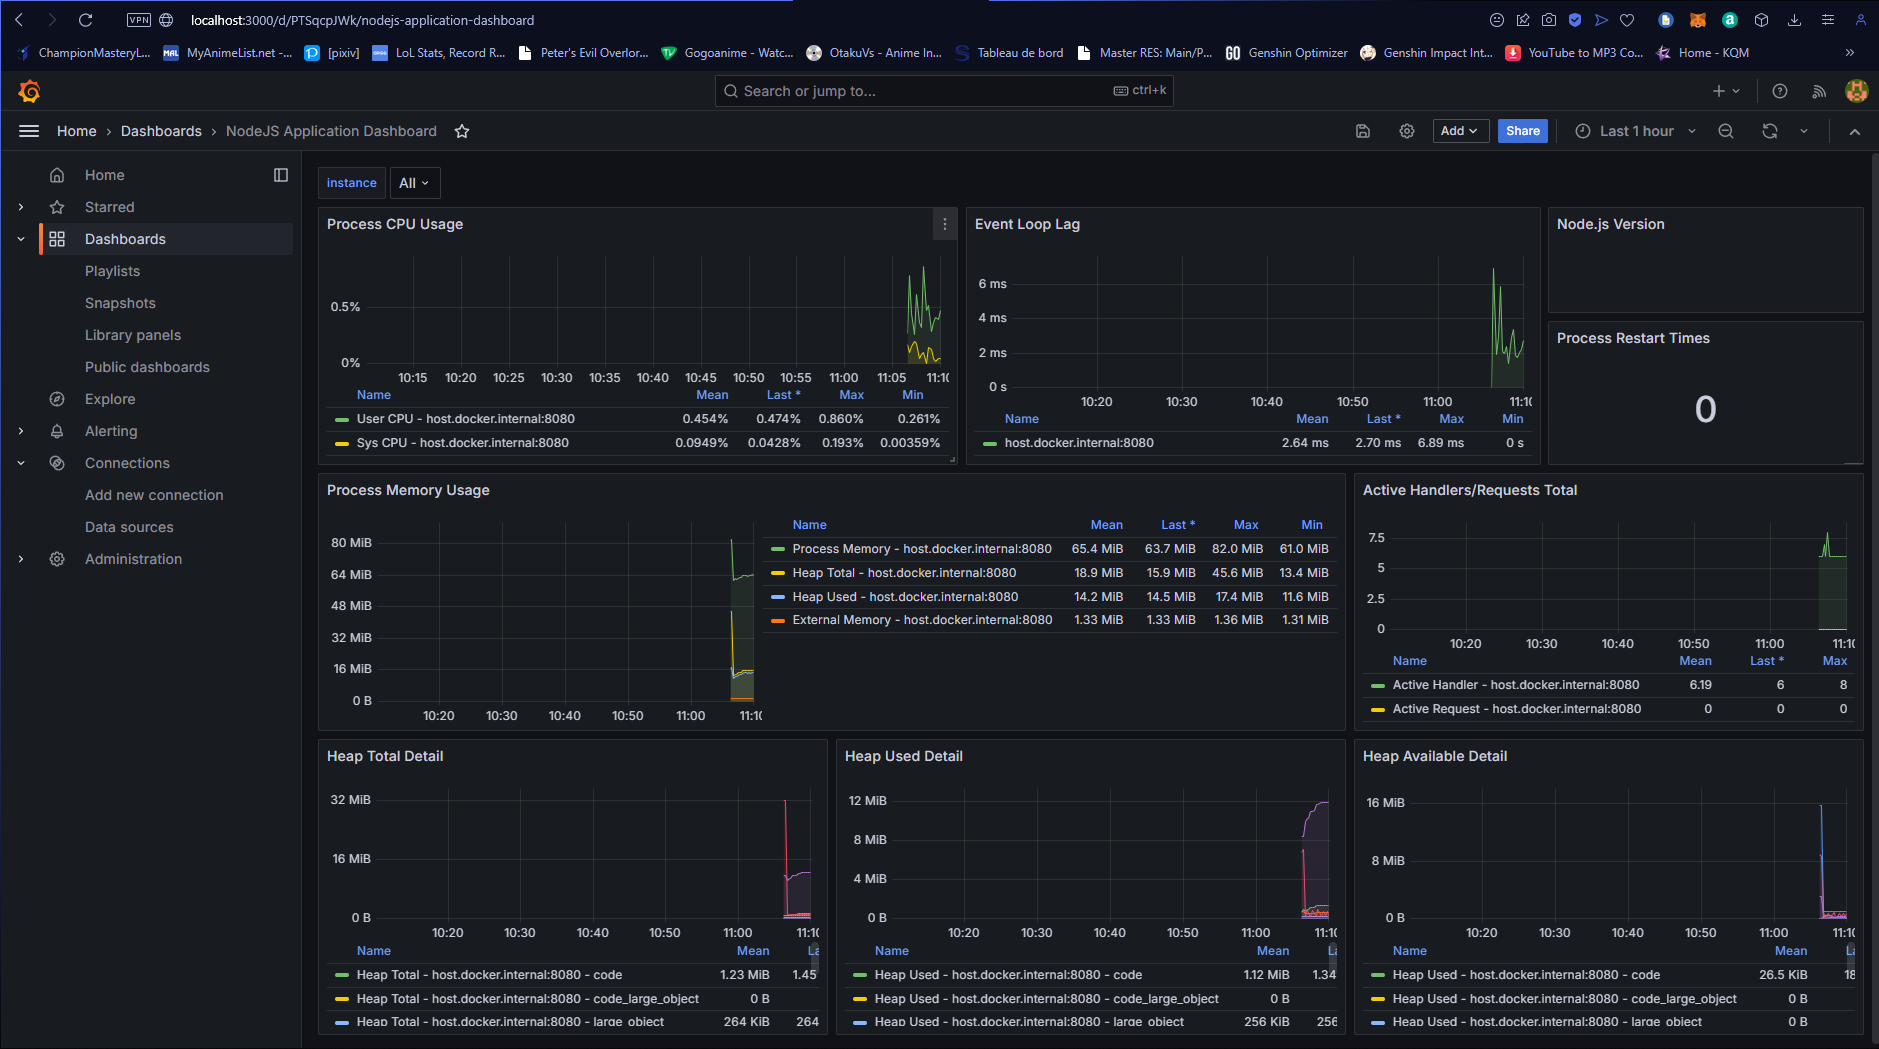 VPN localhost:3000/d/PTSqcpJWk/nodejs-application-dashboard
ChampionMasteryL... MAL MyAnimeList.net -... [pixiv] LoL Stats, Record R... Peter's Evil Overlor... Gogoanime - Watc... OtakuVs - Anime In... Tableau de bord Master RES: Main/P... GO Genshin Optimizer Genshin Impact Int... YouTube to MP3 Co... Home - KQM
Search or jump to... ctrl+k
Home › Dashboards › NodeJS Application Dashboard
Add Share Last 1 hour
Home
Starred
Dashboards
Playlists
Snapshots
Library panels
Public dashboards
Explore
Alerting
Connections
Add new connection
Data sources
Administration
instance All
Process CPU Usage
0.5%
0%
10:15 10:20 10:25 10:30 10:35 10:40 10:45 10:50 10:55 11:00 11:05 11:10
Name Mean Last * Max Min
User CPU - host.docker.internal:8080 0.454% 0.474% 0.860% 0.261%
Sys CPU - host.docker.internal:8080 0.0949% 0.0428% 0.193% 0.00359%
Event Loop Lag
6 ms
4 ms
2 ms
0 s
10:20 10:30 10:40 10:50 11:00 11:10
Name Mean Last * Max Min
host.docker.internal:8080 2.64 ms 2.70 ms 6.89 ms 0 s
Node.js Version
Process Restart Times
0
Process Memory Usage
80 MiB
64 MiB
48 MiB
32 MiB
16 MiB
0 B
10:20 10:30 10:40 10:50 11:00 11:10
Name Mean Last * Max Min
Process Memory - host.docker.internal:8080 65.4 MiB 63.7 MiB 82.0 MiB 61.0 MiB
Heap Total - host.docker.internal:8080 18.9 MiB 15.9 MiB 45.6 MiB 13.4 MiB
Heap Used - host.docker.internal:8080 14.2 MiB 14.5 MiB 17.4 MiB 11.6 MiB
External Memory - host.docker.internal:8080 1.33 MiB 1.33 MiB 1.36 MiB 1.31 MiB
Active Handlers/Requests Total
7.5
5
2.5
0
10:20 10:30 10:40 10:50 11:00 11:10
Name Mean Last * Max
Active Handler - host.docker.internal:8080 6.19 6 8
Active Request - host.docker.internal:8080 0 0 0
Heap Total Detail
32 MiB
16 MiB
0 B
10:20 10:30 10:40 10:50 11:00 11:10
Name Mean La
Heap Total - host.docker.internal:8080 - code 1.23 MiB 1.45
Heap Total - host.docker.internal:8080 - code_large_object 0 B
Heap Total - host.docker.internal:8080 - large_object 264 KiB 264
Heap Used Detail
12 MiB
8 MiB
4 MiB
0 B
10:20 10:30 10:40 10:50 11:00 11:10
Name Mean La
Heap Used - host.docker.internal:8080 - code 1.12 MiB 1.34
Heap Used - host.docker.internal:8080 - code_large_object 0 B
Heap Used - host.docker.internal:8080 - large_object 256 KiB 256
Heap Available Detail
16 MiB
8 MiB
0 B
10:20 10:30 10:40 10:50 11:00 11:10
Name Mean La
Heap Used - host.docker.internal:8080 - code 26.5 KiB 18
Heap Used - host.docker.internal:8080 - code_large_object 0 B
Heap Used - host.docker.internal:8080 - large_object 0 B